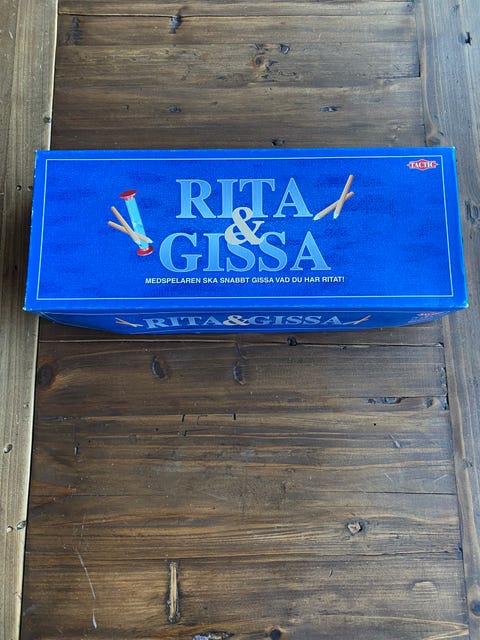 TACTIC
RITA
&
GISSA
MEDSPELAREN SKA SNABBT GISSA VAD DU HAR RITAT!
RITA&GISSA